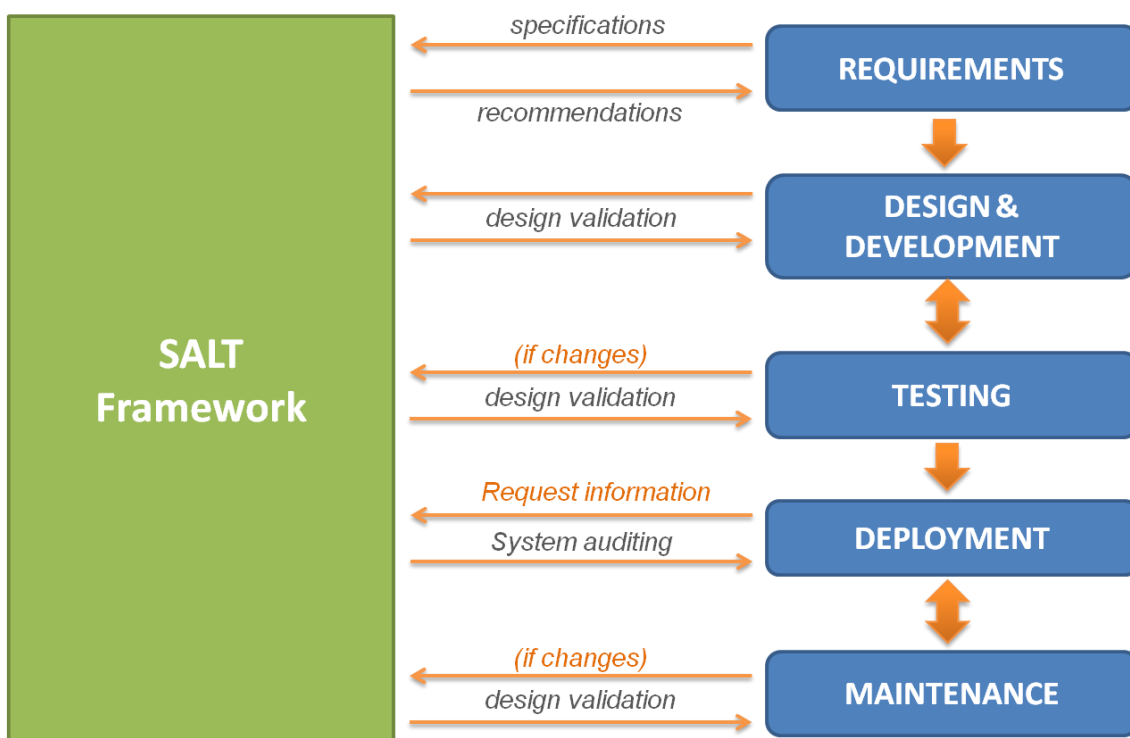 SALT
Framework
specifications
recommendations
REQUIREMENTS
design validation
DESIGN &
DEVELOPMENT
(if changes)
design validation
TESTING
Request information
System auditing
DEPLOYMENT
(if changes)
design validation
MAINTENANCE